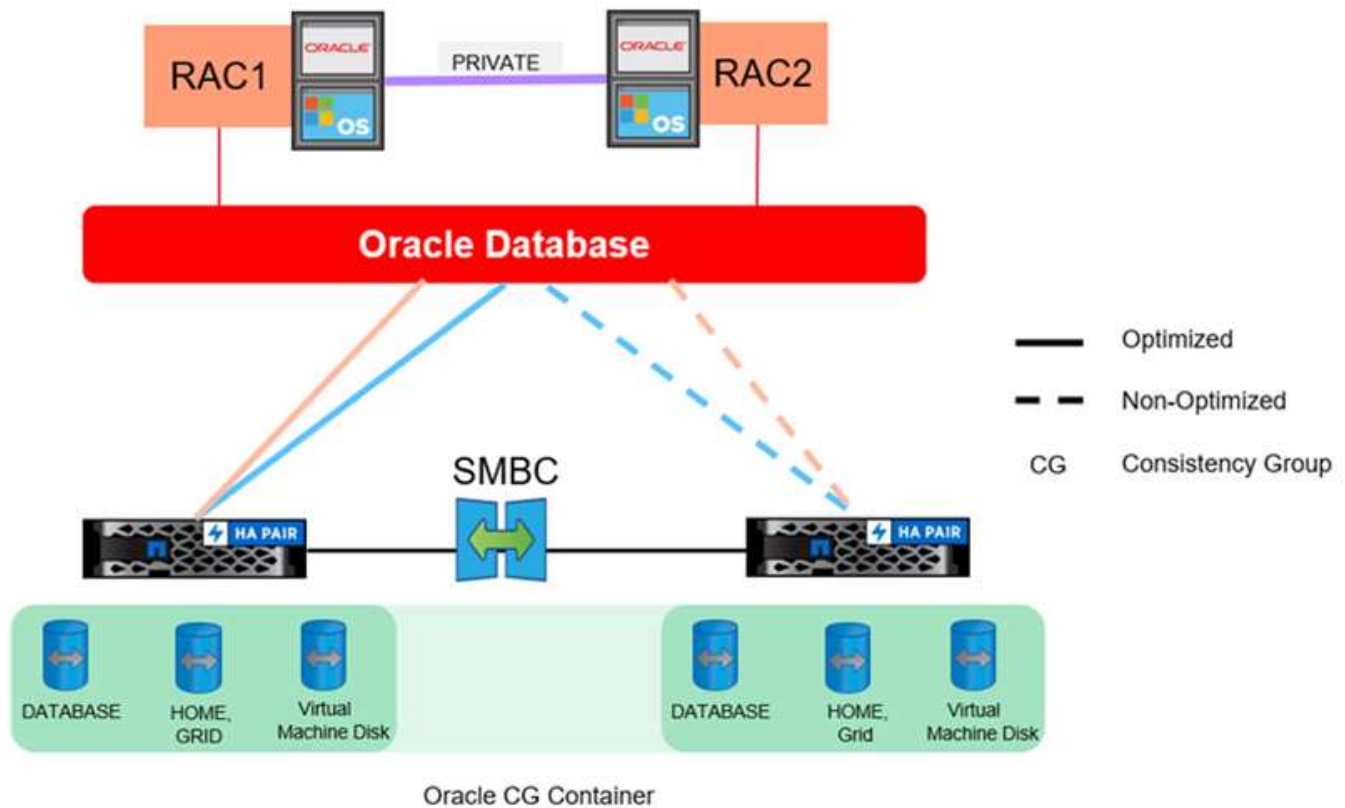 RAC1
ORACLE
OS
PRIVATE
ORACLE
OS
RAC2
Oracle Database
Optimized
Non-Optimized
CG Consistency Group
SMBC
HA PAIR
HA PAIR
DATABASE
HOME,
GRID
Virtual
Machine Disk
DATABASE
HOME,
Grid
Virtual
Machine Disk
Oracle CG Container